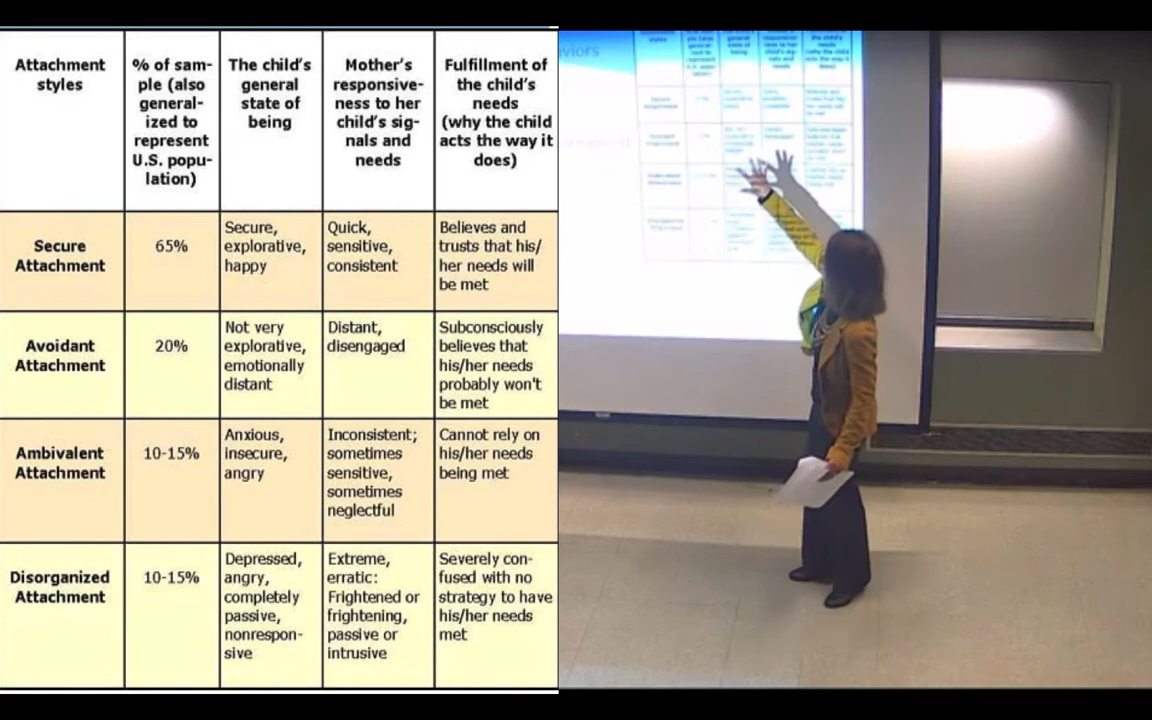 Attachment
styles
% of sam-
ple (also
general-
ized to
represent
U.S. popu-
lation)
The child's
general
state of
being
Mother's
responsive-
ness to her
child's sig-
nals and
needs
Fulfillment of
the child's
needs
(why the child
acts the way it
does)
Secure
Attachment
65%
Secure,
explorative,
happy
Quick,
sensitive,
consistent
Believes and
trusts that his/
her needs will
be met
Avoidant
Attachment
20%
Not very
explorative,
emotionally
distant
Distant,
disengaged
Subconsciously
believes that
his/her needs
probably won't
be met
Ambivalent
Attachment
10-15%
Anxious,
insecure,
angry
Inconsistent;
sometimes
sensitive,
sometimes
neglectful
Cannot rely on
his/her needs
being met
Disorganized
Attachment
10-15%
Depressed,
angry,
completely
passive,
nonrespon-
sive
Extreme,
erratic:
Frightened or
frightening,
passive or
intrusive
Severely con-
fused with no
strategy to have
his/her needs
met